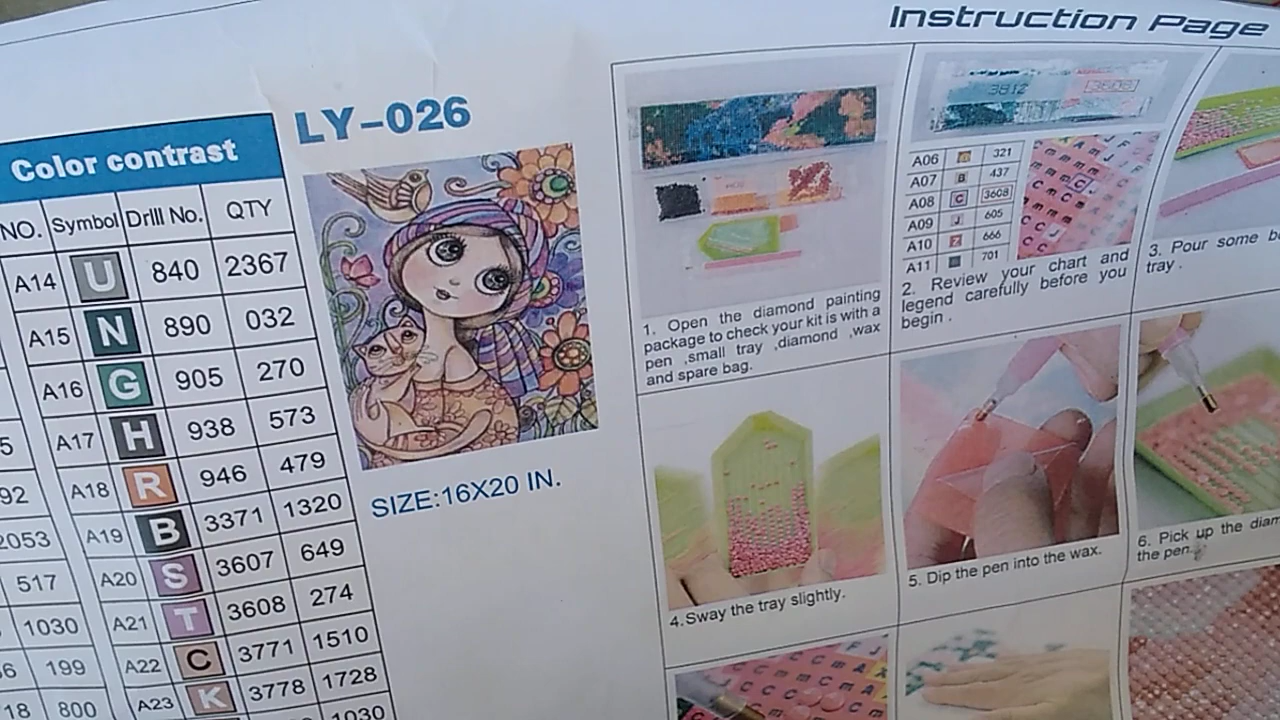 Instruction Page
LY-026
Color contrast
NO. Symbol Drill No. QTY
A14 U 840 2367
A15 N 890 032
A16 G 905 270
5 A17 H 938 573
92 A18 R 946 479
2053 A19 B 3371 1320
517 A20 S 3607 649
1030 A21 T 3608 274
199 A22 C 3771 1510
18 800 A23 K 3778 1728
1030
SIZE:16X20 IN.
1. Open the diamond painting
package to check your kit is with a
pen ,small tray ,diamond ,wax
and spare bag.
3812 3608
A06 321
A07 B 437
A08 C 3608
A09 J 605
A10 Z 666
A11 701
2. Review your chart and
legend carefully before you
begin .
3. Pour some
tray .
4.Sway the tray slightly.
5. Dip the pen into the wax.
6. Pick up the
the pen.